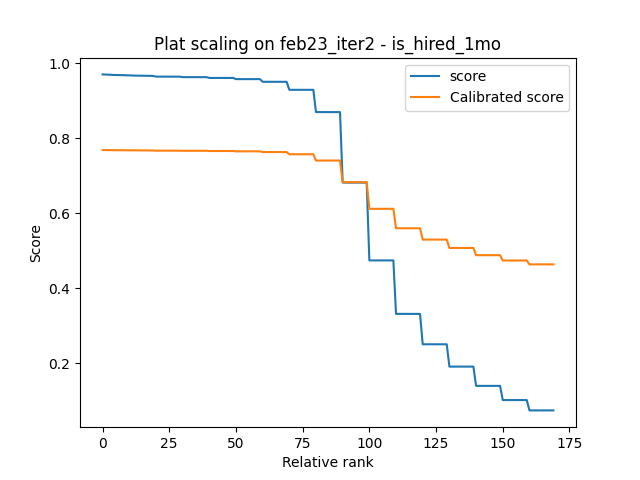 Plat scaling on feb23_iter2 - is_hired_1mo
score
Calibrated score
Score
1.0
0.8
0.6
0.4
0.2
0
25
50
75
100
125
150
175
Relative rank